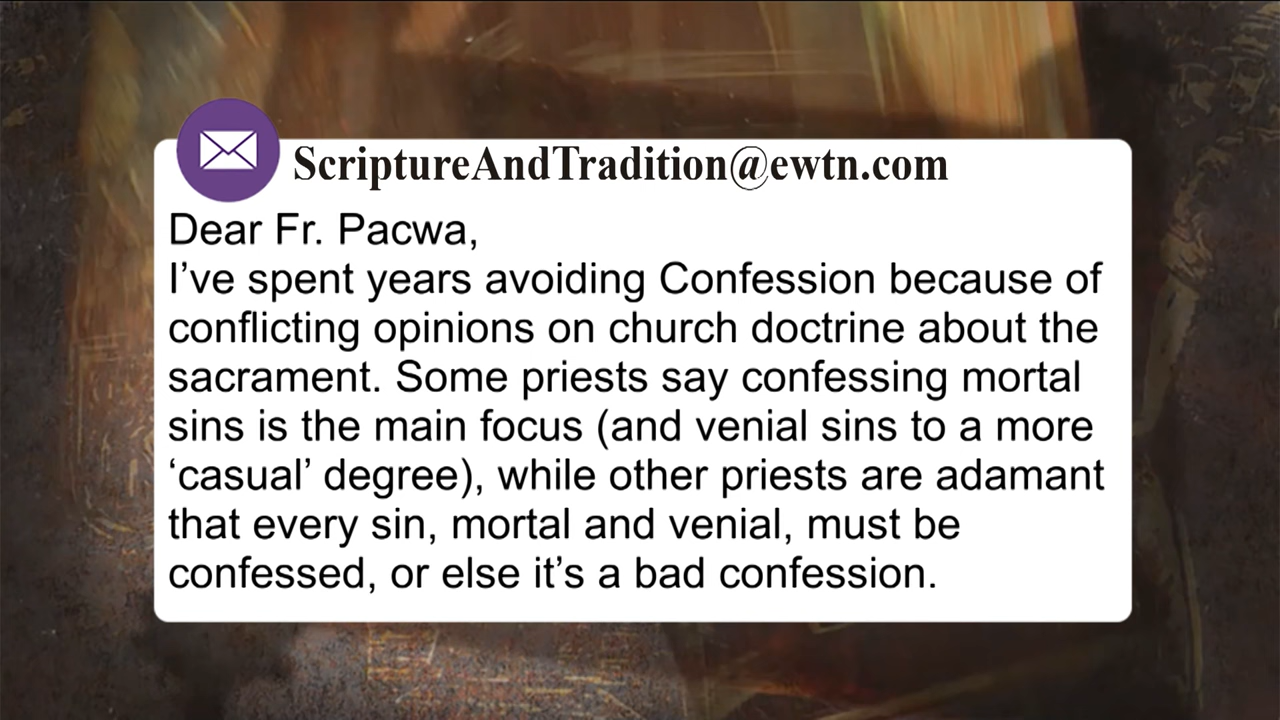 ScriptureAndTradition@ewtn.com
Dear Fr. Pacwa,
I’ve spent years avoiding Confession because of
conflicting opinions on church doctrine about the
sacrament. Some priests say confessing mortal
sins is the main focus (and venial sins to a more
‘casual’ degree), while other priests are adamant
that every sin, mortal and venial, must be
confessed, or else it’s a bad confession.